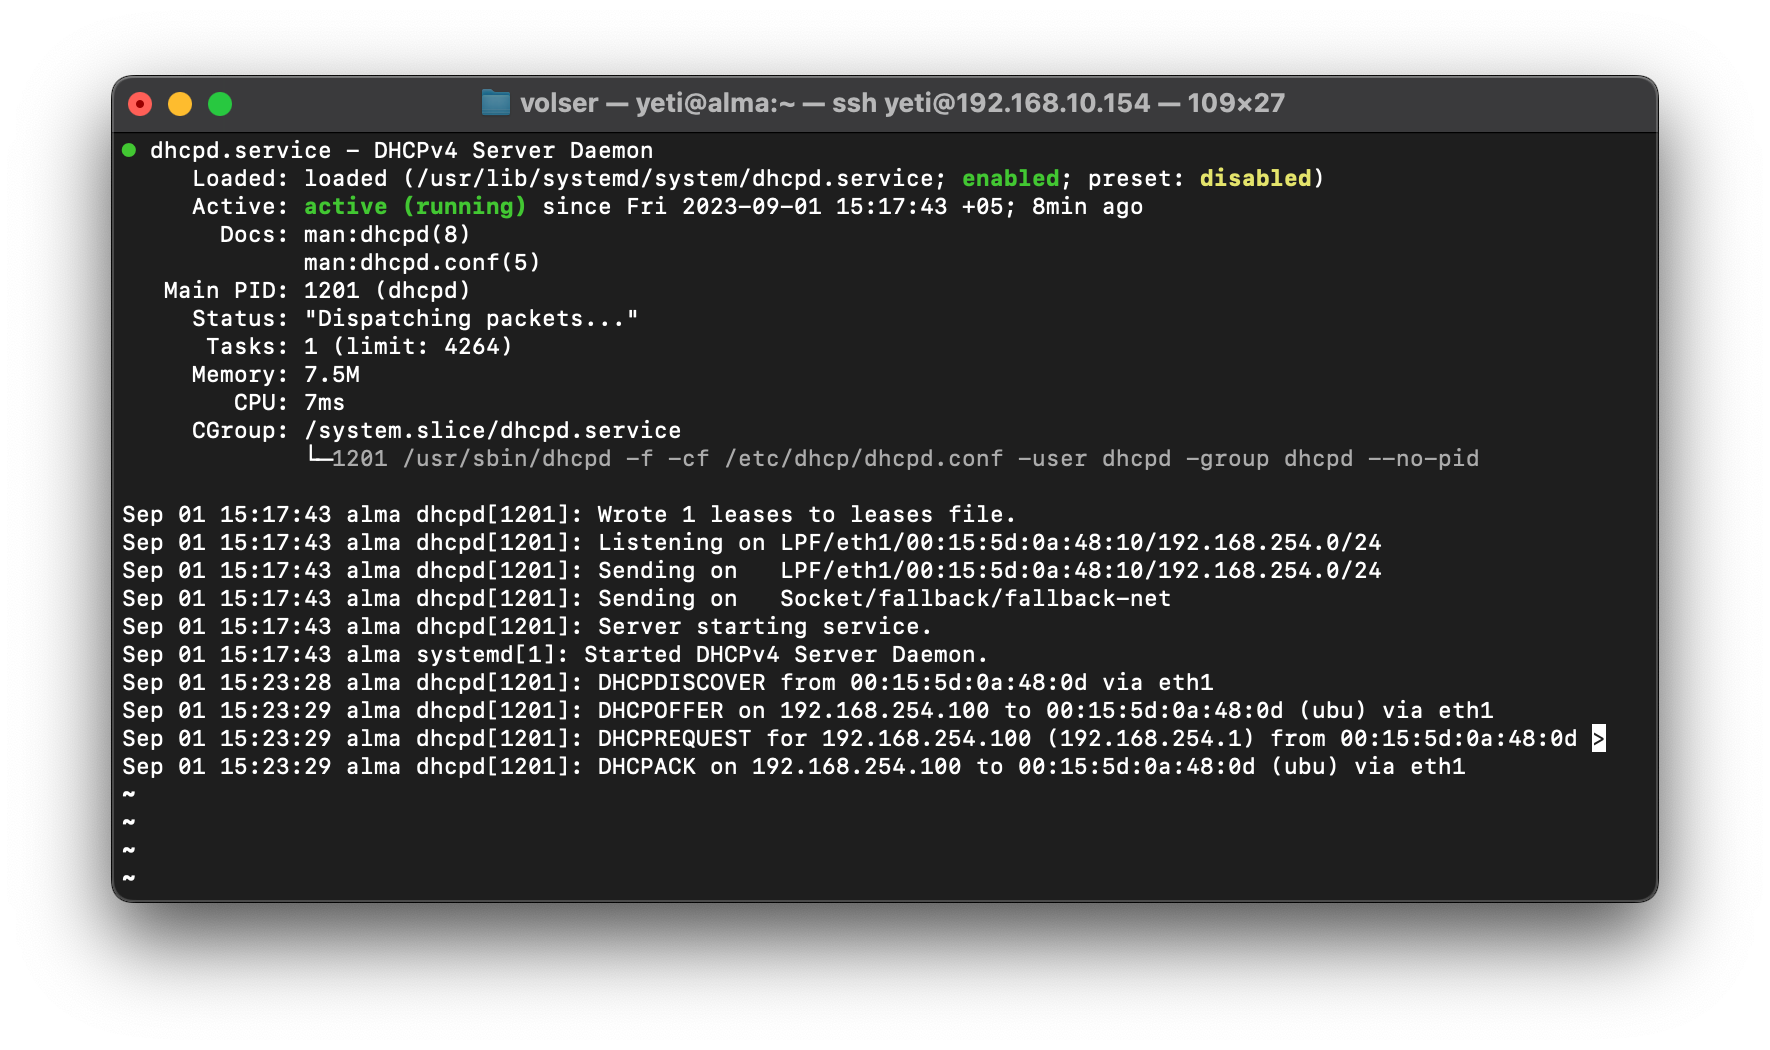 volser — yeti@alma:~ — ssh yeti@192.168.10.154 — 109×27
● dhcpd.service - DHCPv4 Server Daemon
     Loaded: loaded (/usr/lib/systemd/system/dhcpd.service; enabled; preset: disabled)
     Active: active (running) since Fri 2023-09-01 15:17:43 +05; 8min ago
       Docs: man:dhcpd(8)
             man:dhcpd.conf(5)
   Main PID: 1201 (dhcpd)
     Status: "Dispatching packets..."
      Tasks: 1 (limit: 4264)
     Memory: 7.5M
        CPU: 7ms
     CGroup: /system.slice/dhcpd.service
             └─1201 /usr/sbin/dhcpd -f -cf /etc/dhcp/dhcpd.conf -user dhcpd -group dhcpd --no-pid

Sep 01 15:17:43 alma dhcpd[1201]: Wrote 1 leases to leases file.
Sep 01 15:17:43 alma dhcpd[1201]: Listening on LPF/eth1/00:15:5d:0a:48:10/192.168.254.0/24
Sep 01 15:17:43 alma dhcpd[1201]: Sending on   LPF/eth1/00:15:5d:0a:48:10/192.168.254.0/24
Sep 01 15:17:43 alma dhcpd[1201]: Sending on   Socket/fallback/fallback-net
Sep 01 15:17:43 alma dhcpd[1201]: Server starting service.
Sep 01 15:17:43 alma systemd[1]: Started DHCPv4 Server Daemon.
Sep 01 15:23:28 alma dhcpd[1201]: DHCPDISCOVER from 00:15:5d:0a:48:0d via eth1
Sep 01 15:23:29 alma dhcpd[1201]: DHCPOFFER on 192.168.254.100 to 00:15:5d:0a:48:0d (ubu) via eth1
Sep 01 15:23:29 alma dhcpd[1201]: DHCPREQUEST for 192.168.254.100 (192.168.254.1) from 00:15:5d:0a:48:0d >
Sep 01 15:23:29 alma dhcpd[1201]: DHCPACK on 192.168.254.100 to 00:15:5d:0a:48:0d (ubu) via eth1
~
~
~
~